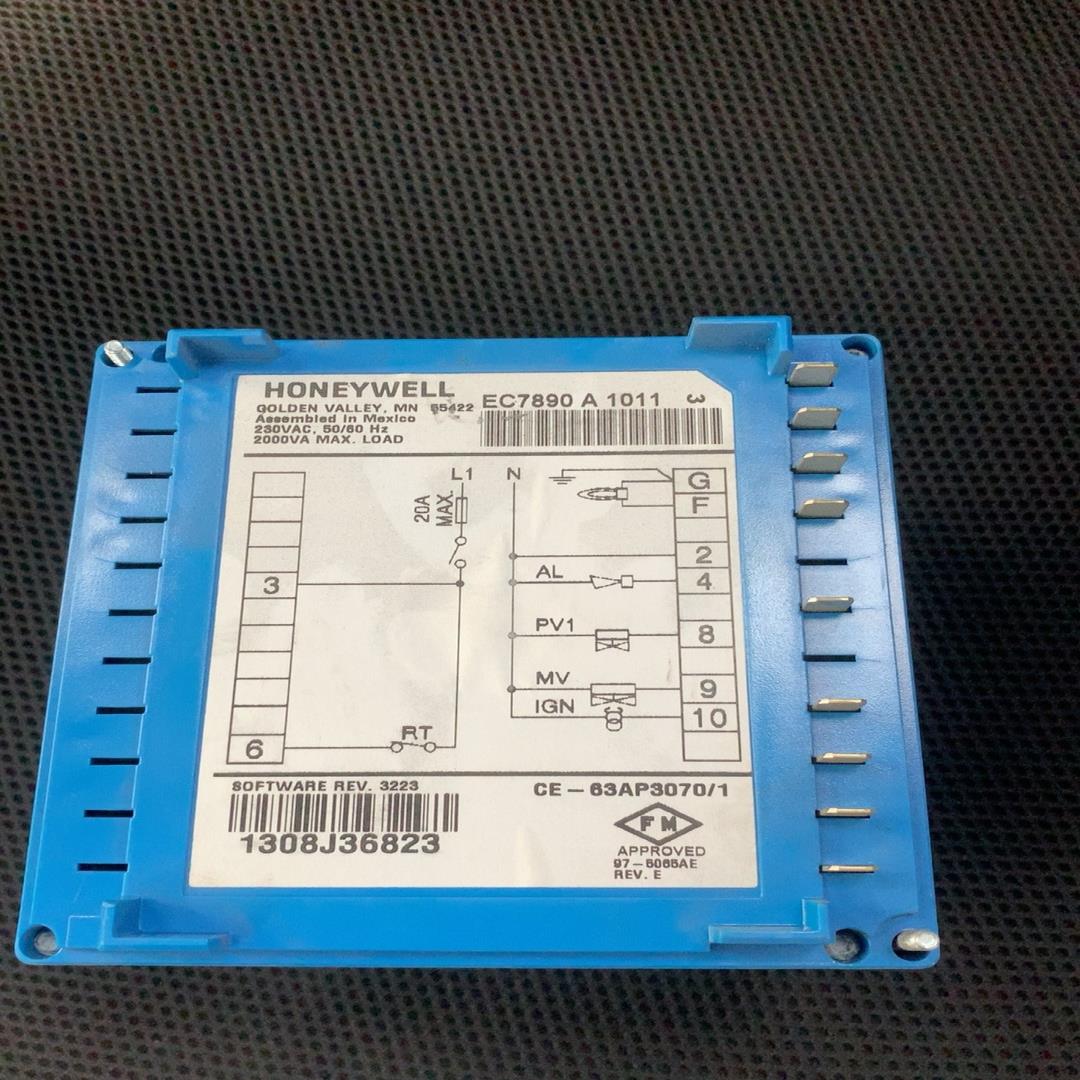 HONEYWELL
GOLDEN VALLEY, MN 55422
Assembled in Mexico
230VAC, 50/60 Hz
2000VA MAX. LOAD
EC7890 A 1011 3
L1 N
20A
MAX.
G
F
2
3
AL
4
PV1
8
MV
9
IGN
10
RT
6
SOFTWARE REV. 3223
1308J36823
CE – 63AP3070/1
FM
APPROVED
97–5065AE
REV. E